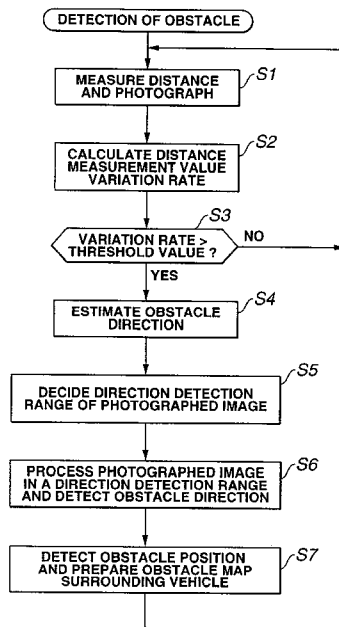 DETECTION OF OBSTACLE
S1
MEASURE DISTANCE
AND PHOTOGRAPH
S2
CALCULATE DISTANCE
MEASUREMENT VALUE
VARIATION RATE
S3
VARIATION RATE >
THRESHOLD VALUE ?
NO
YES
S4
ESTIMATE OBSTACLE
DIRECTION
S5
DECIDE DIRECTION DETECTION
RANGE OF PHOTOGRAPHED IMAGE
S6
PROCESS PHOTOGRAPHED IMAGE
IN A DIRECTION DETECTION RANGE
AND DETECT OBSTACLE DIRECTION
S7
DETECT OBSTACLE POSITION
AND PREPARE OBSTACLE MAP
SURROUNDING VEHICLE